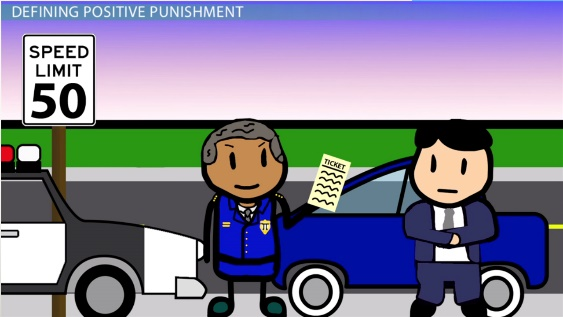 DEFINING POSITIVE PUNISHMENT
SPEED
LIMIT
50
TICKET